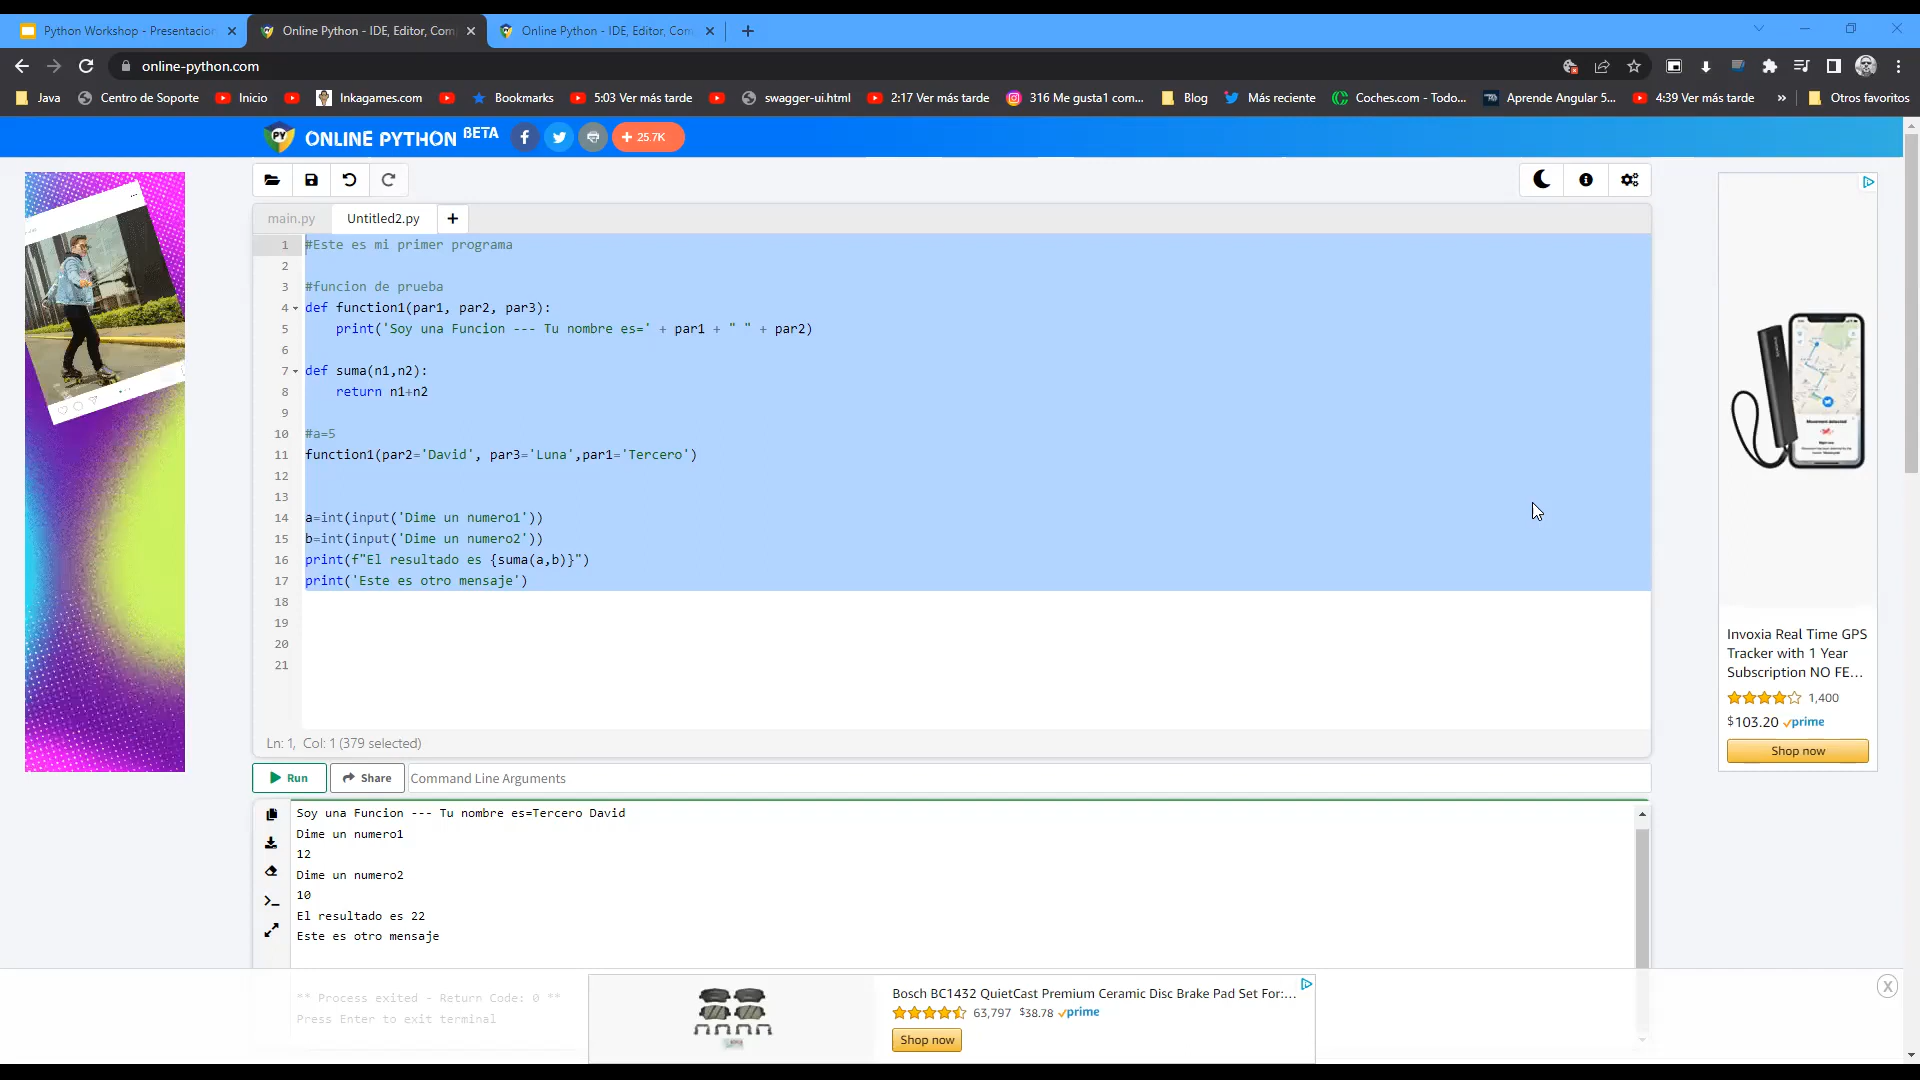 Python Workshop - Presentacion
Online Python - IDE, Editor, Com
Online Python - IDE, Editor, Com
online-python.com
Java
Centro de Soporte
Inicio
Inkagames.com
Bookmarks
5:03 Ver más tarde
swagger-ui.html
2:17 Ver más tarde
316 Me gusta1 com...
Blog
Más reciente
Coches.com - Todo...
Aprende Angular 5...
4:39 Ver más tarde
»
Otros favoritos
PY
ONLINE PYTHON BETA
+ 25.7K
main.py
Untitled2.py
+
1 #Este es mi primer programa
2
3 #funcion de prueba
4 def function1(par1, par2, par3):
5 print('Soy una Funcion --- Tu nombre es=' + par1 + " " + par2)
6
7 def suma(n1,n2):
8 return n1+n2
9
10 #a=5
11 function1(par2='David', par3='Luna',par1='Tercero')
12
13
14 a=int(input('Dime un numero1'))
15 b=int(input('Dime un numero2'))
16 print(f"El resultado es {suma(a,b)}")
17 print('Este es otro mensaje')
18
19
20
21
Ln: 1, Col: 1 (379 selected)
Run
Share
Command Line Arguments
Soy una Funcion --- Tu nombre es=Tercero David
Dime un numero1
12
Dime un numero2
10
El resultado es 22
Este es otro mensaje
** Process exited - Return Code: 0 **
Press Enter to exit terminal
Movement detected
Invoxia Real Time GPS
Tracker with 1 Year
Subscription NO FE...
1,400
$103.20 prime
Shop now
Bosch BC1432 QuietCast Premium Ceramic Disc Brake Pad Set For:...
63,797 $38.78 prime
Shop now